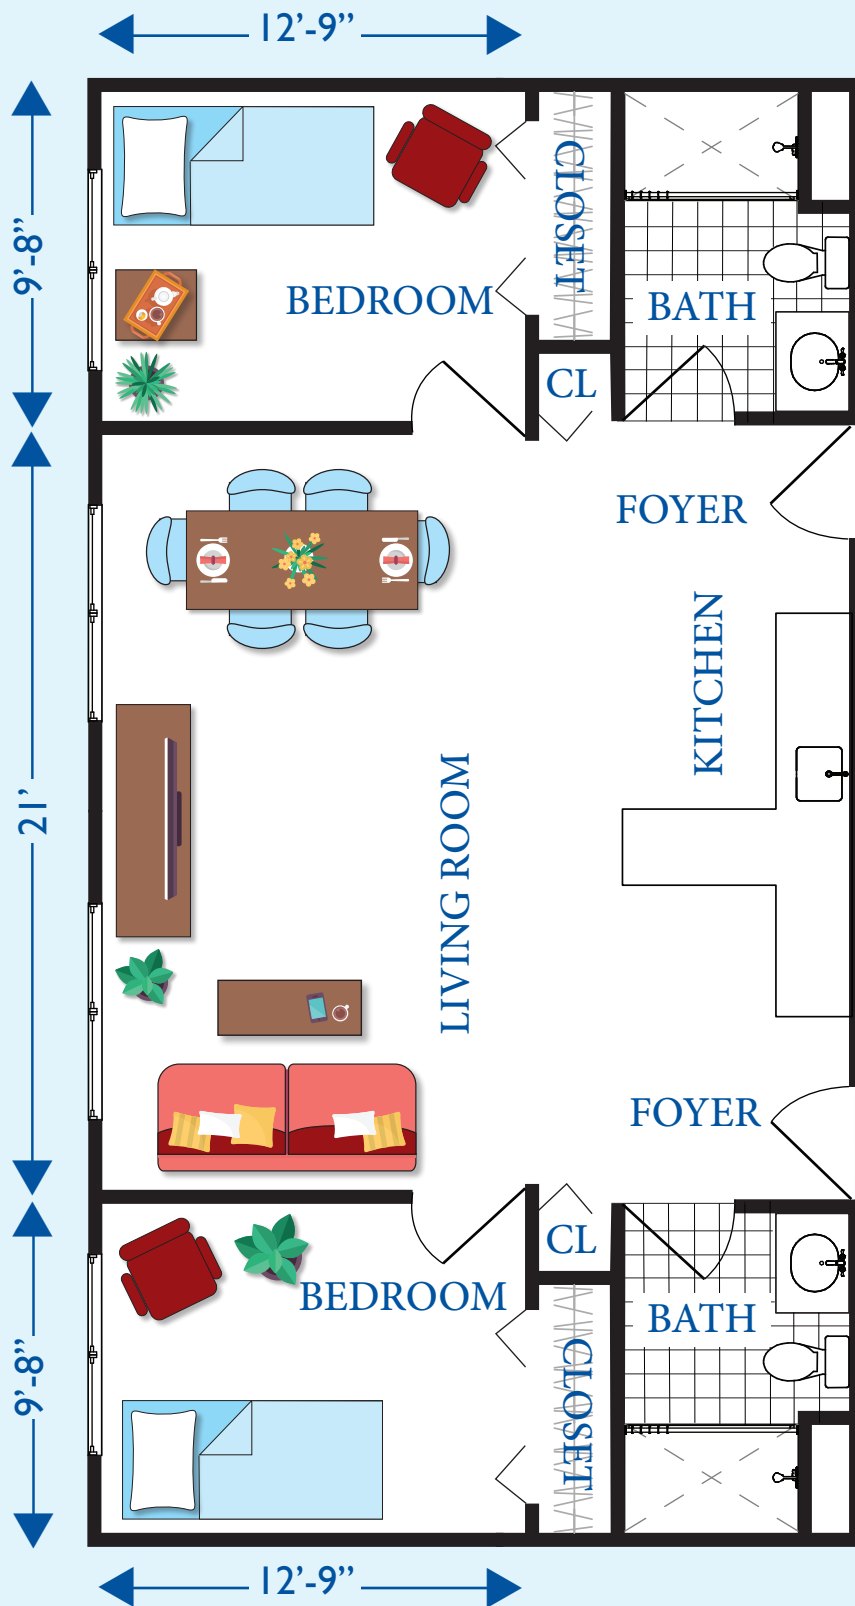 12'-9”
9'-8”
CLOSET
BEDROOM
BATH
CL
FOYER
KITCHEN
21'
LIVING ROOM
FOYER
CL
BEDROOM
BATH
9'-8”
CLOSET
12'-9”